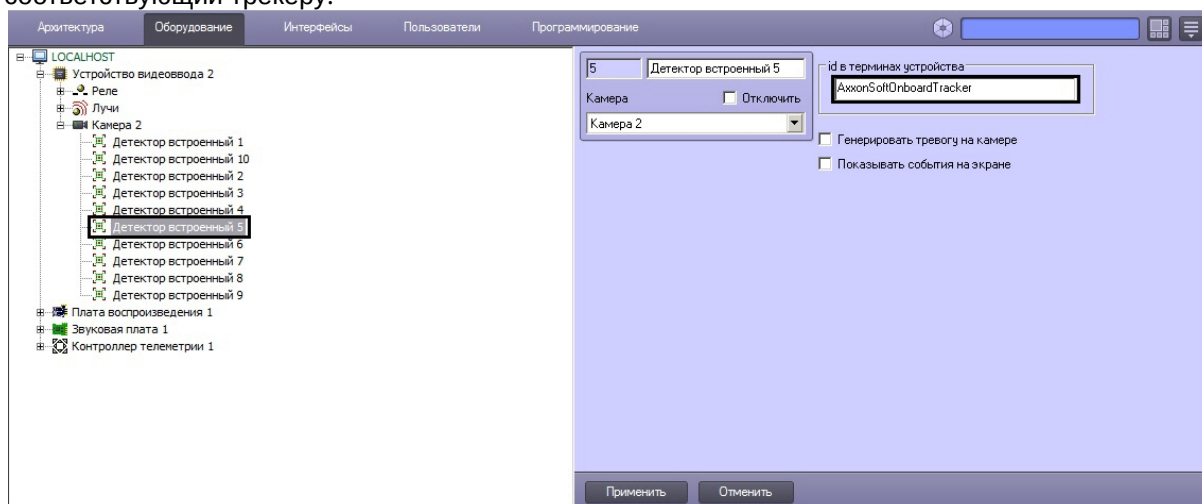 соответствующий трекеру.
Архитектура Оборудование Интерфейсы Пользователи Программирование
LOCALHOST
Устройство видеоввода 2
Реле
Лучи
Камера 2
Детектор встроенный 1
Детектор встроенный 10
Детектор встроенный 2
Детектор встроенный 3
Детектор встроенный 4
Детектор встроенный 5
Детектор встроенный 6
Детектор встроенный 7
Детектор встроенный 8
Детектор встроенный 9
Плата воспроизведения 1
Звуковая плата 1
Контроллер телеметрии 1
5 Детектор встроенный 5
Камера Отключить
Камера 2
id в терминах устройства
AxxonSoftOnboardTracker
Генерировать тревогу на камере
Показывать события на экране
Применить Отменить